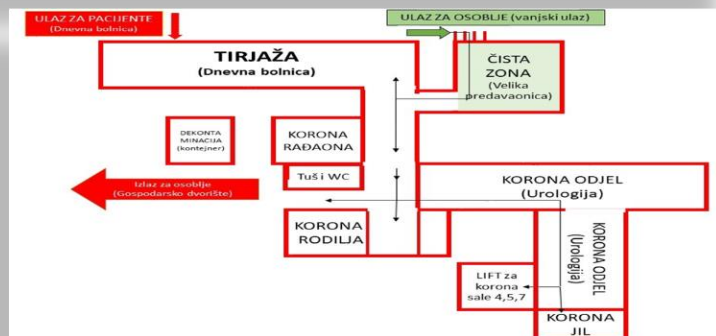 ULAZ ZA PACIJENTE
(Dnevna bolnica)
ULAZ ZA OSOBLJE (vanjski ulaz)
TIRJAŽA
(Dnevna bolnica)
ČISTA
ZONA
(Velika
predavaonica)
DEKONTA
MINACIJA
(kontejner)
KORONA
RAĐAONA
Tuš i WC
Izlaz za osoblje
(Gospodarsko dvorište)
KORONA ODJEL
(Urologija)
KORONA
RODILJA
KORONA ODJEL
(Urologija)
LIFT za
korona
sale 4,5,7
KORONA
JIL